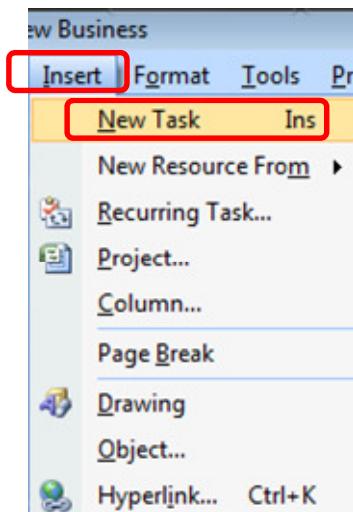 ew Business
Insert Format Tools Pr
New Task Ins
New Resource From
Recurring Task...
Project...
Column...
Page Break
Drawing
Object...
Hyperlink... Ctrl+K